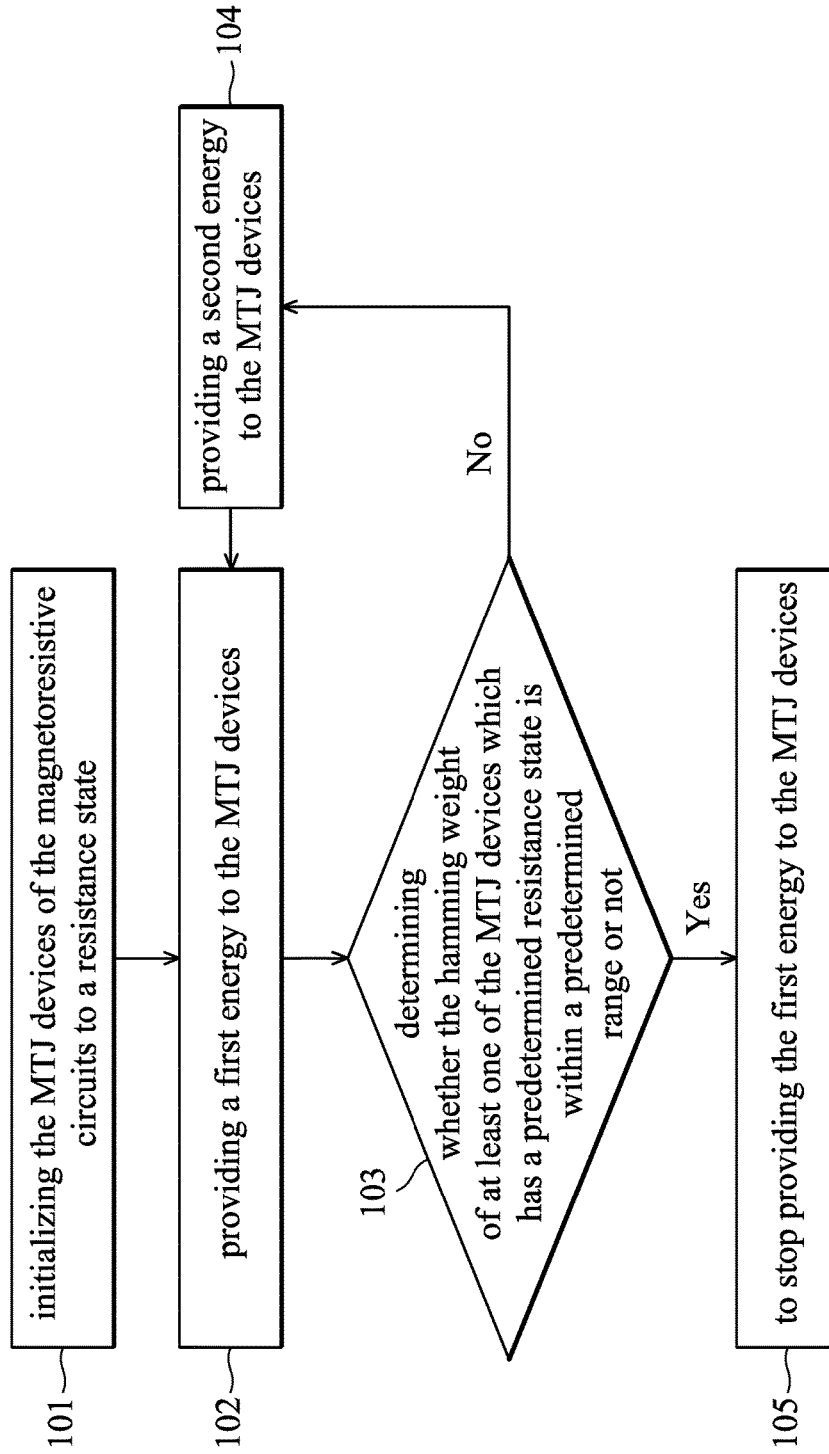 101
initializing the MTJ devices of the magnetoresistive
circuits to a resistance state
102
providing a first energy to the MTJ devices
104
providing a second energy
to the MTJ devices
103
determining
whether the hamming weight
of at least one of the MTJ devices which
has a predetermined resistance state is
within a predetermined
range or not
No
Yes
105
to stop providing the first energy to the MTJ devices